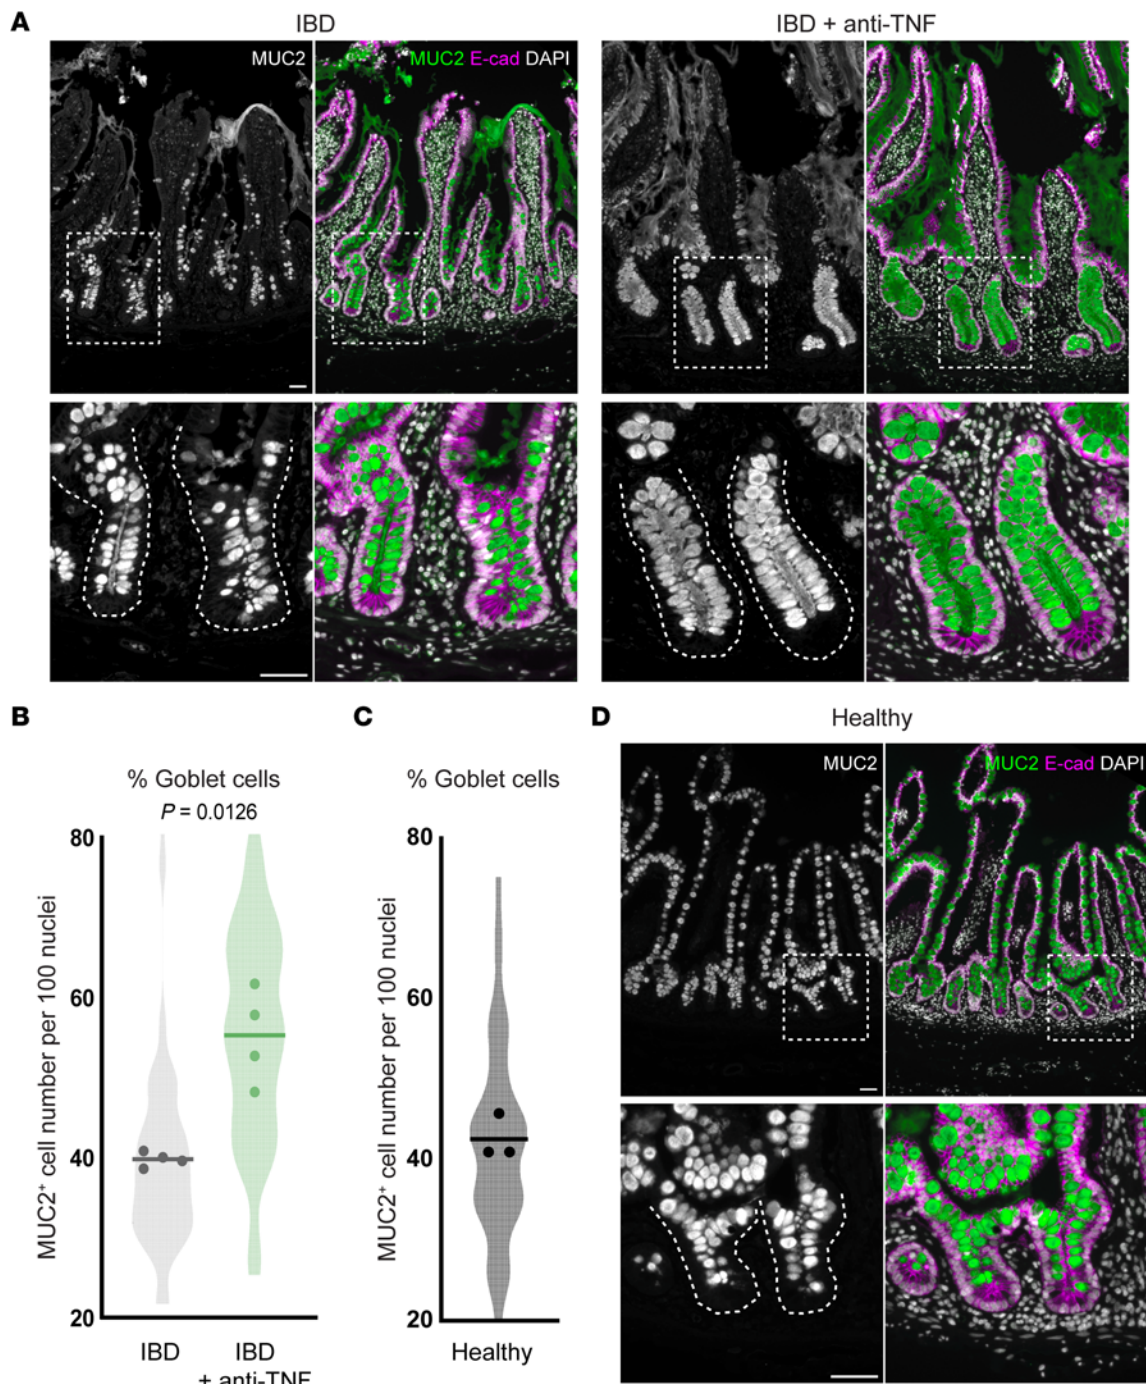 A
IBD
IBD + anti-TNF
MUC2
MUC2 E-cad DAPI
B
C
D
Healthy
% Goblet cells
P = 0.0126
80
60
40
20
MUC2+ cell number per 100 nuclei
IBD
IBD
+ anti-TNF
% Goblet cells
80
60
40
20
MUC2+ cell number per 100 nuclei
Healthy
MUC2
MUC2 E-cad DAPI